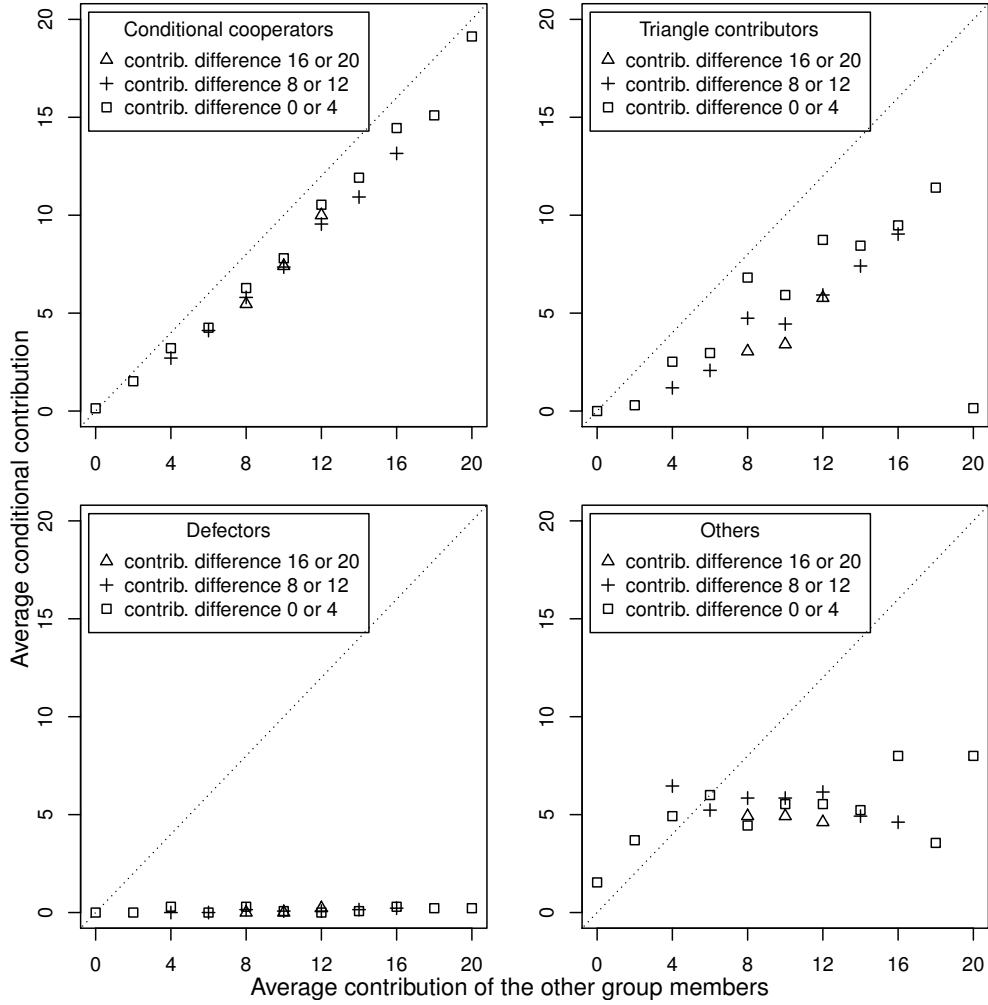 Conditional cooperators
contrib. difference 16 or 20
contrib. difference 8 or 12
contrib. difference 0 or 4
0 5 10 15 20
0 4 8 12 16 20
Triangle contributors
contrib. difference 16 or 20
contrib. difference 8 or 12
contrib. difference 0 or 4
0 5 10 15 20
0 4 8 12 16 20
Average conditional contribution
Defectors
contrib. difference 16 or 20
contrib. difference 8 or 12
contrib. difference 0 or 4
0 5 10 15 20
0 4 8 12 16 20
Others
contrib. difference 16 or 20
contrib. difference 8 or 12
contrib. difference 0 or 4
0 5 10 15 20
0 4 8 12 16 20
Average contribution of the other group members